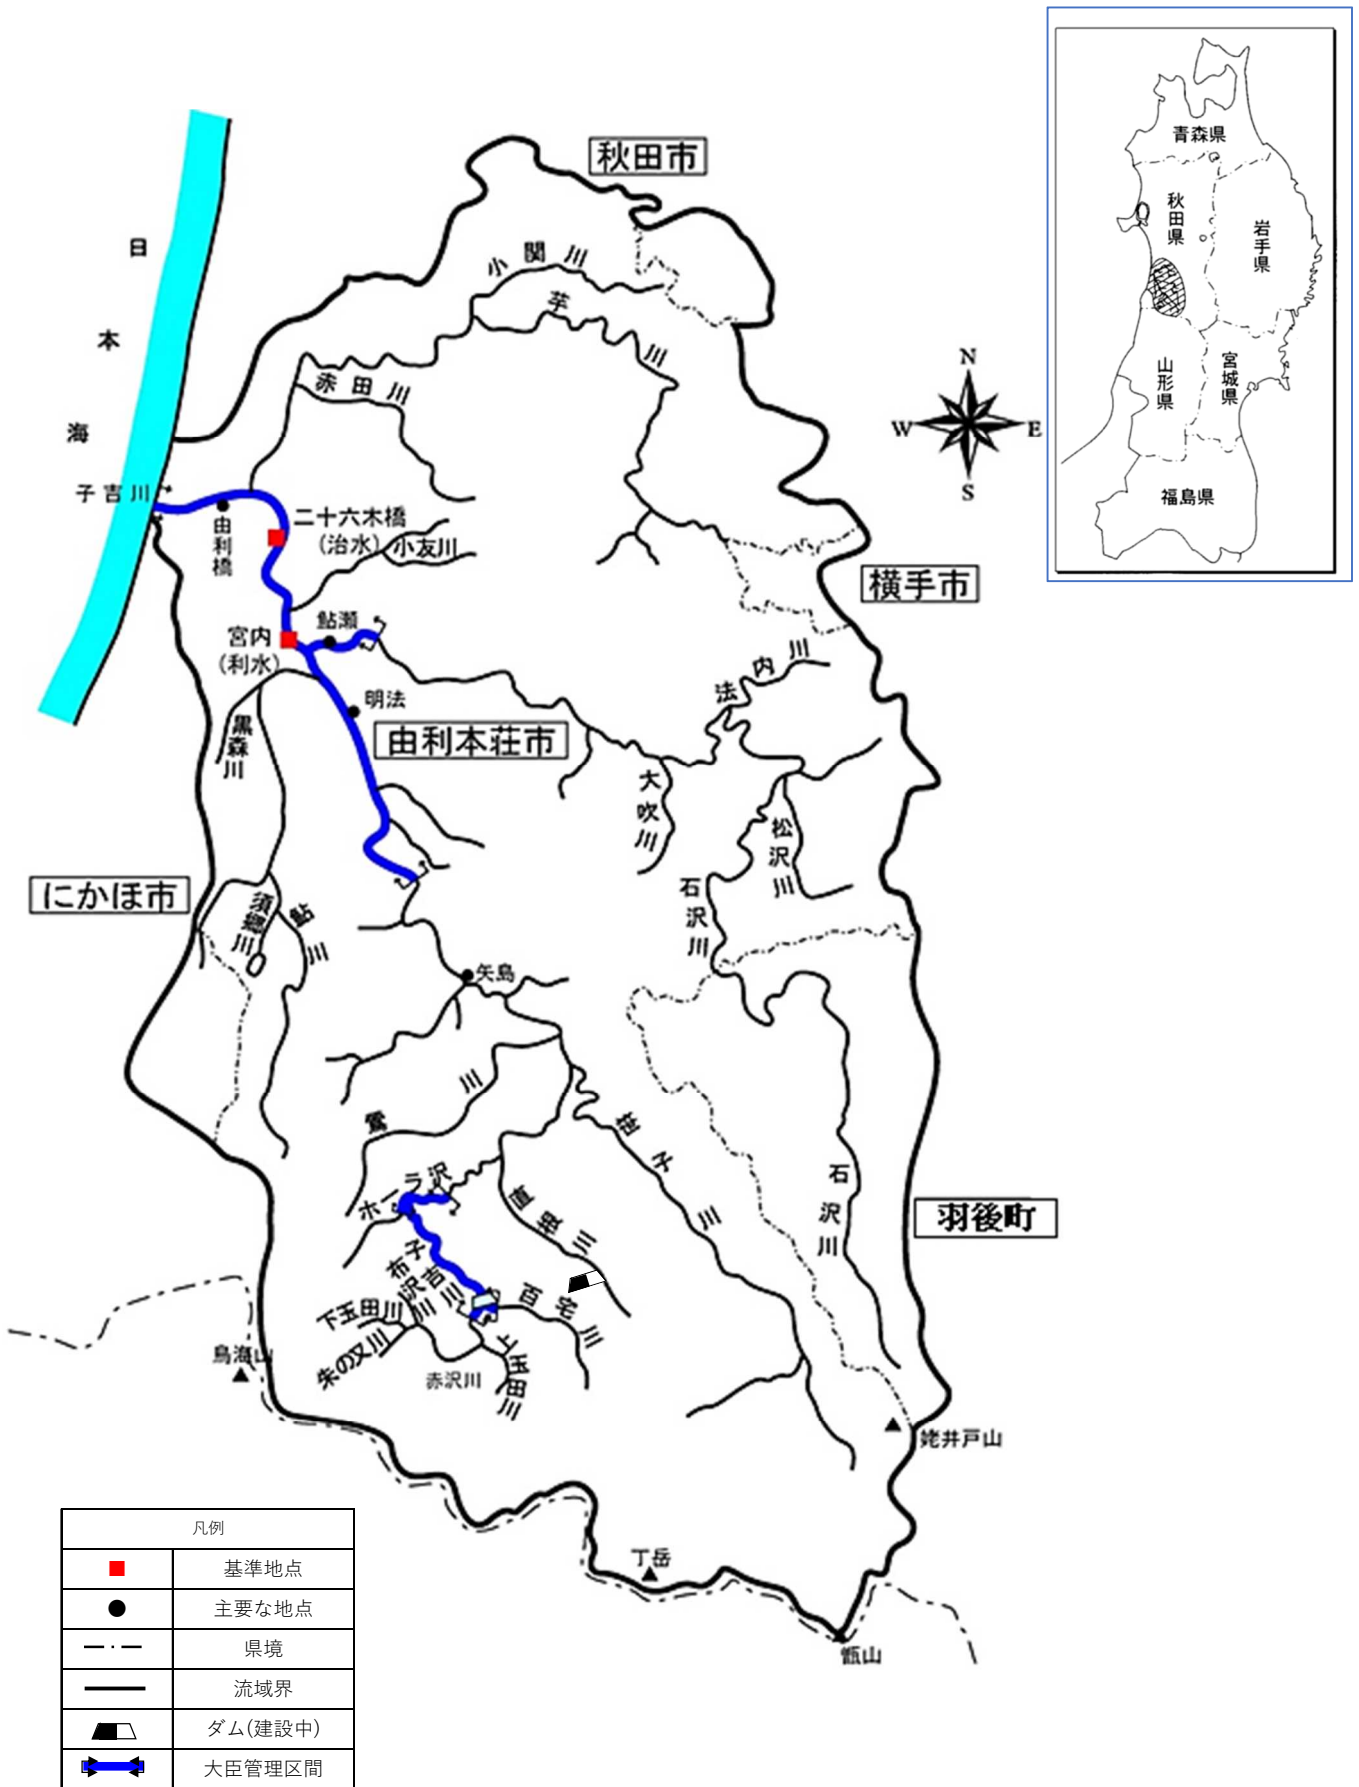 青森県
秋田県
岩手県
山形県
宮城県
福島県
秋田市
日本海
小関川
芋川
赤田川
N
W
E
S
子吉川
由利橋
二十六木橋
(治水)
小友川
横手市
鮎瀬
宮内
(利水)
法内川
明法
黒森川
由利本荘市
大吹川
松沢川
にかほ市
須郷川
鮎川
石沢川
矢島
鶯川
笹子川
ホーラ沢
直根三
石沢川
羽後町
布沢川
子吉川
百宅川
下玉田川
朱の又川
上玉田川
赤沢川
鳥海山
姥井戸山
丁岳
甑山
凡例
基準地点
主要な地点
県境
流域界
ダム(建設中)
大臣管理区間